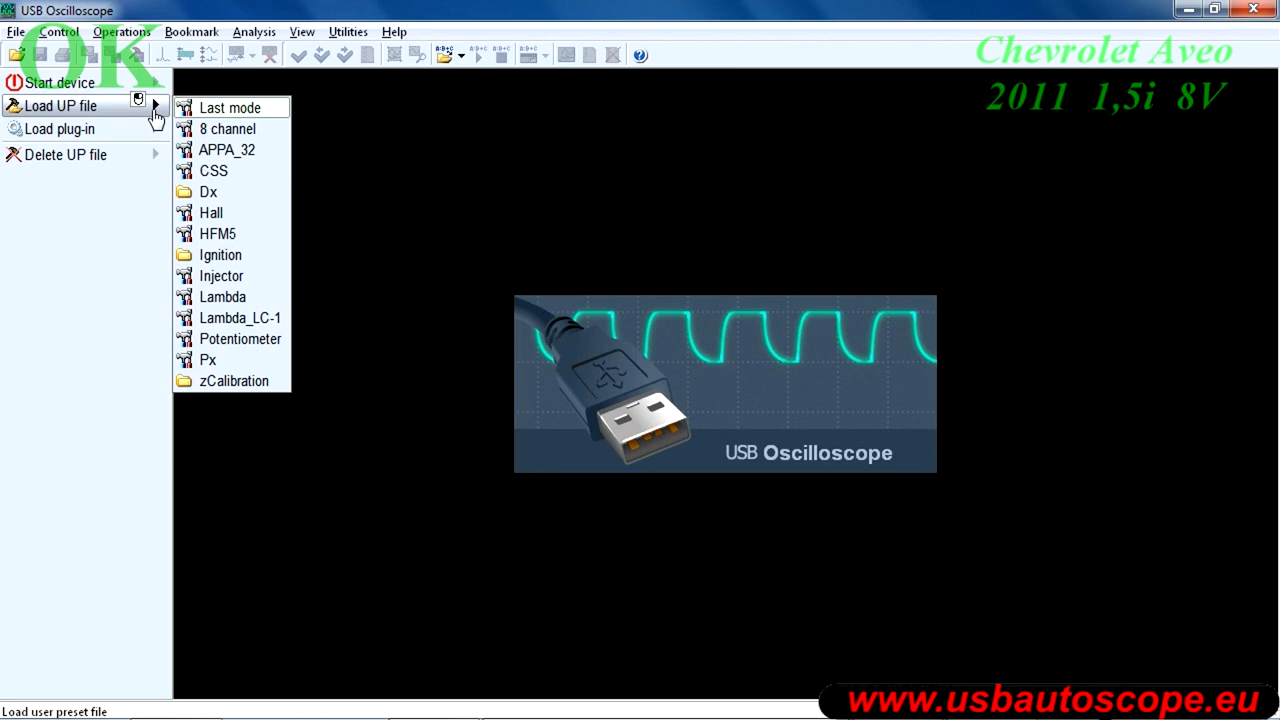 USB Oscilloscope
File Control Operations Bookmark Analysis View Utilities Help
OK
Chevrolet Aveo
2011 1,5i 8V
Start device
Load UP file
Load plug-in
Delete UP file
Last mode
8 channel
APPA_32
CSS
Dx
Hall
HFM5
Ignition
Injector
Lambda
Lambda_LC-1
Potentiometer
Px
zCalibration
USB Oscilloscope
Load user preset file
www.usbautoscope.eu